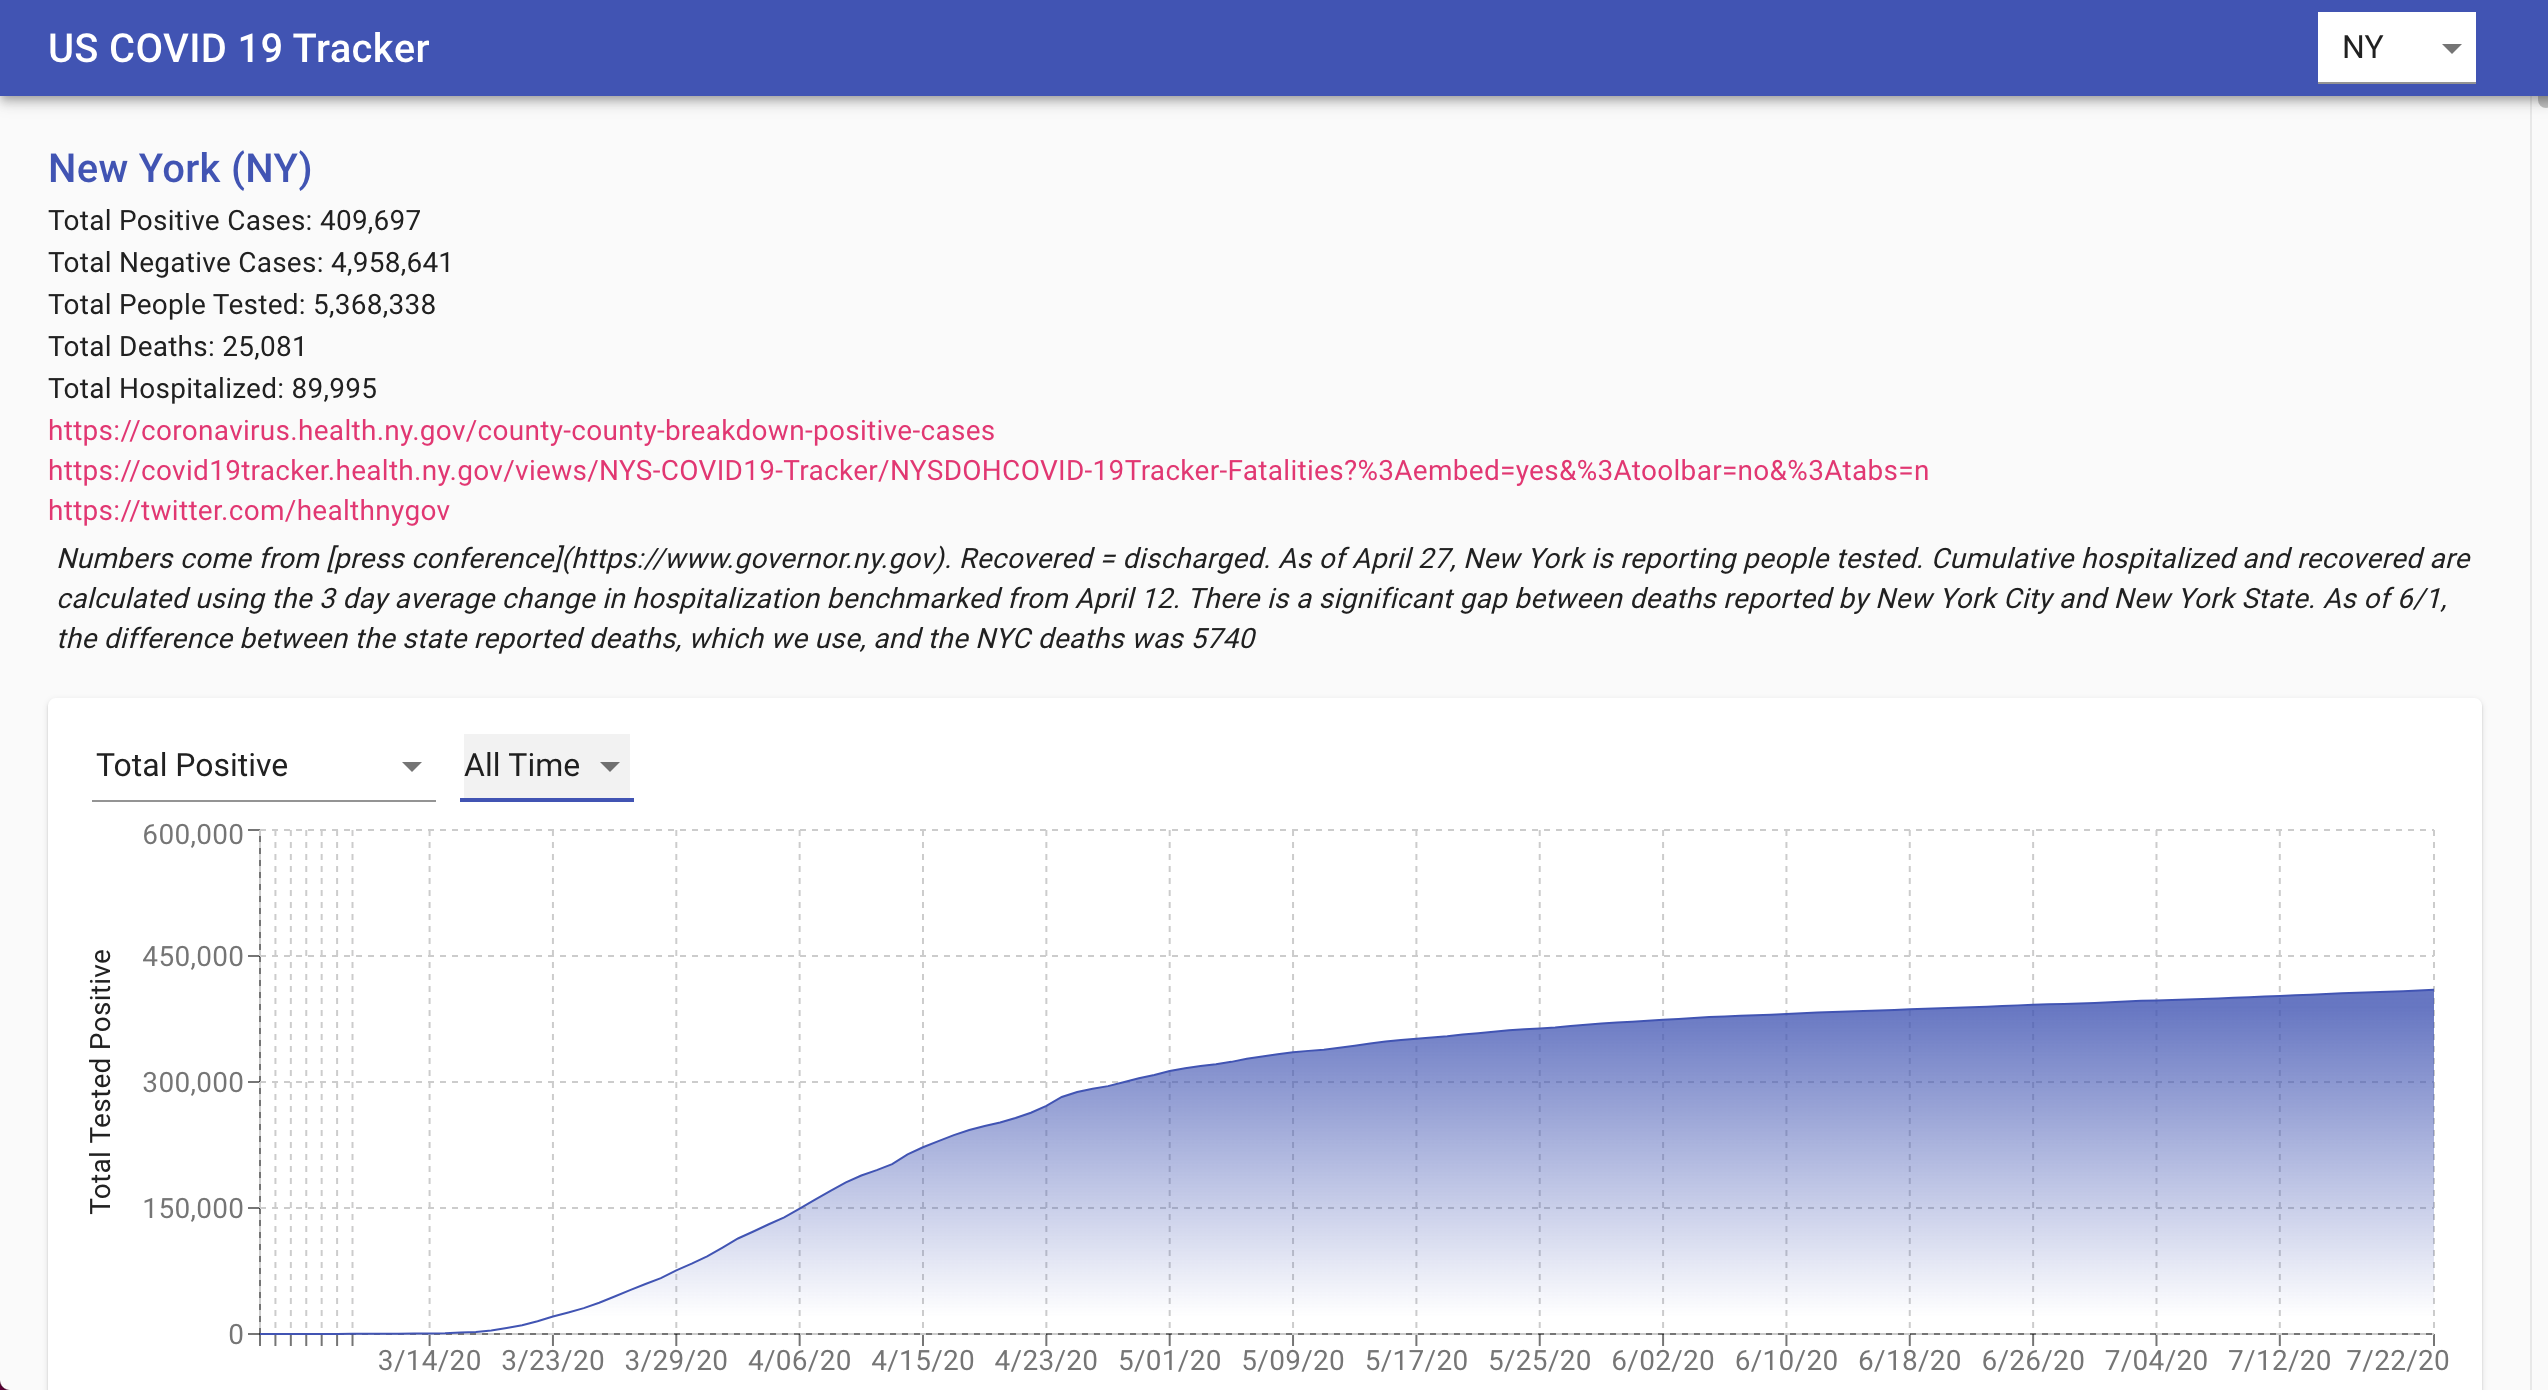 US COVID 19 Tracker
NY
New York (NY)
Total Positive Cases: 409,697
Total Negative Cases: 4,958,641
Total People Tested: 5,368,338
Total Deaths: 25,081
Total Hospitalized: 89,995
https://coronavirus.health.ny.gov/county-county-breakdown-positive-cases
https://covid19tracker.health.ny.gov/views/NYS-COVID19-Tracker/NYSDOHCOVID-19Tracker-Fatalities?%3Aembed=yes&%3Atoolbar=no&%3Atabs=n
https://twitter.com/healthnygov
Numbers come from [press conference](https://www.governor.ny.gov). Recovered = discharged. As of April 27, New York is reporting people tested. Cumulative hospitalized and recovered are
calculated using the 3 day average change in hospitalization benchmarked from April 12. There is a significant gap between deaths reported by New York City and New York State. As of 6/1,
the difference between the state reported deaths, which we use, and the NYC deaths was 5740
Total Positive
All Time
Total Tested Positive
600,000
450,000
300,000
150,000
0
3/14/20 3/23/20 3/29/20 4/06/20 4/15/20 4/23/20 5/01/20 5/09/20 5/17/20 5/25/20 6/02/20 6/10/20 6/18/20 6/26/20 7/04/20 7/12/20 7/22/20